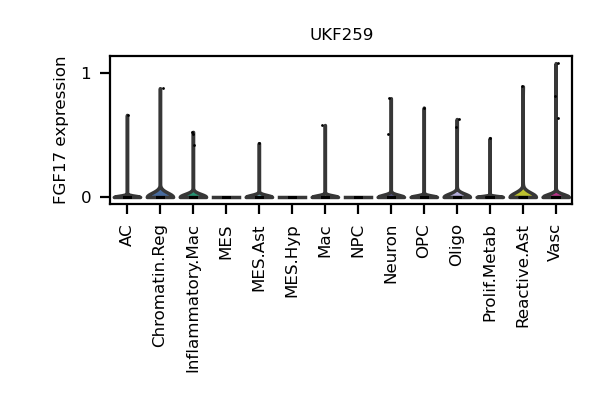 UKF259
FGF17 expression
1
0
AC
Chromatin.Reg
Inflammatory.Mac
MES
MES.Ast
MES.Hyp
Mac
NPC
Neuron
OPC
Oligo
Prolif.Metab
Reactive.Ast
Vasc